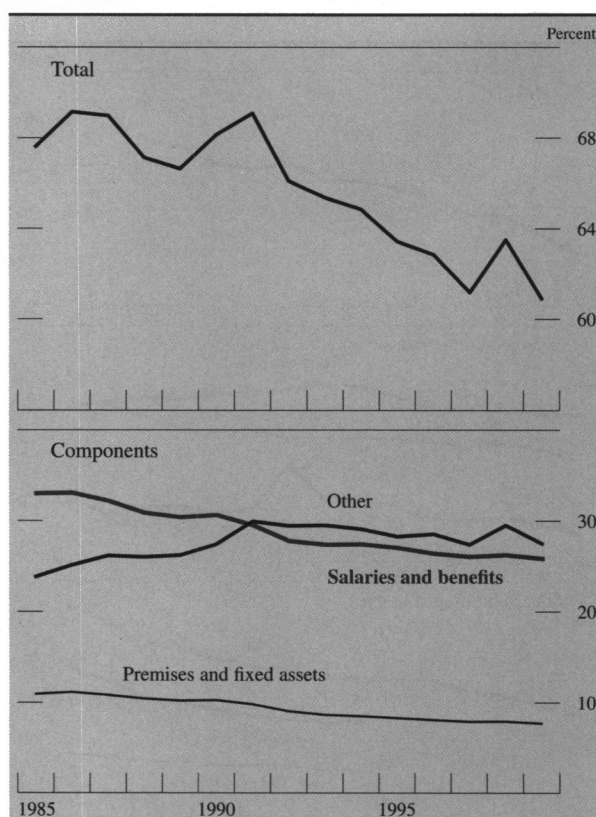 Percent
Total
68
64
60
Components
Other
30
Salaries and benefits
20
Premises and fixed assets
10
1985 1990 1995